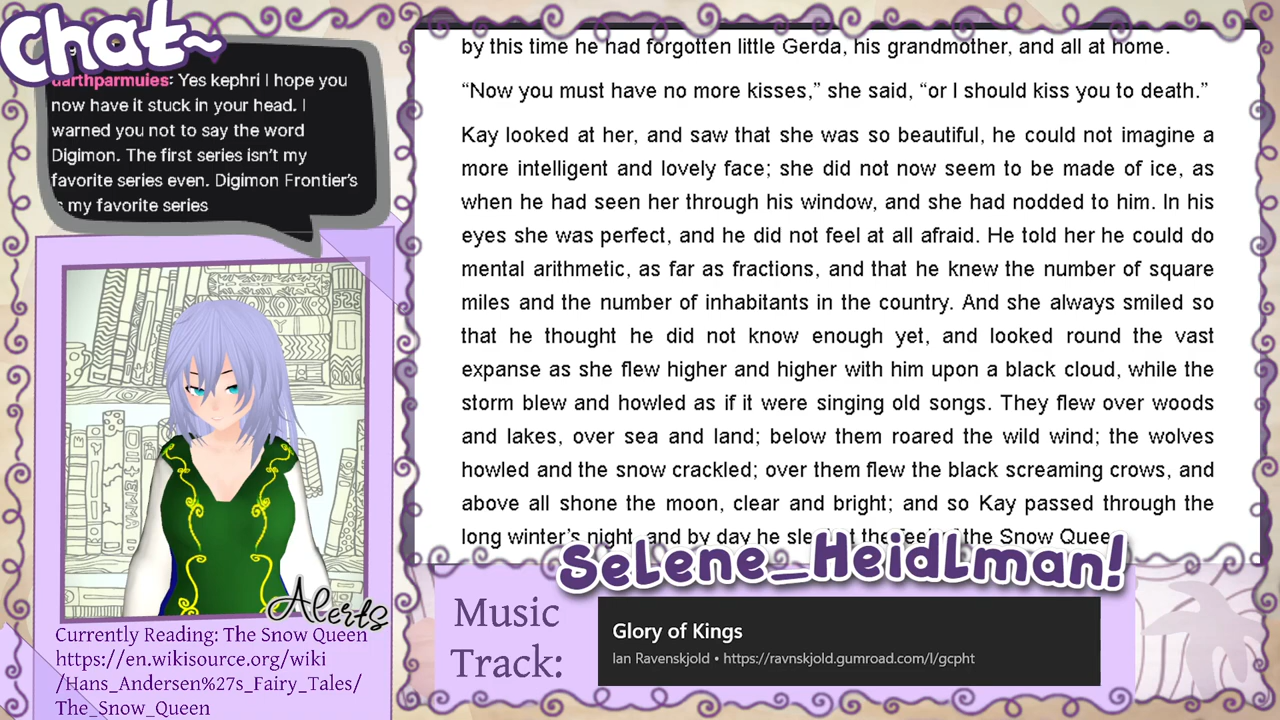 Chat~
darthparmuies: Yes kephri I hope you
now have it stuck in your head. I
warned you not to say the word
Digimon. The first series isn't my
favorite series even. Digimon Frontier's
is my favorite series
by this time he had forgotten little Gerda, his grandmother, and all at home.
“Now you must have no more kisses,” she said, “or I should kiss you to death.”
Kay looked at her, and saw that she was so beautiful, he could not imagine a
more intelligent and lovely face; she did not now seem to be made of ice, as
when he had seen her through his window, and she had nodded to him. In his
eyes she was perfect, and he did not feel at all afraid. He told her he could do
mental arithmetic, as far as fractions, and that he knew the number of square
miles and the number of inhabitants in the country. And she always smiled so
that he thought he did not know enough yet, and looked round the vast
expanse as she flew higher and higher with him upon a black cloud, while the
storm blew and howled as if it were singing old songs. They flew over woods
and lakes, over sea and land; below them roared the wild wind; the wolves
howled and the snow crackled; over them flew the black screaming crows, and
above all shone the moon, clear and bright; and so Kay passed through the
long winter's night, and by day he slept at the feet of the Snow Queen
Selene_Heidlman!
Alerts
Currently Reading: The Snow Queen
https://en.wikisource.org/wiki
/Hans_Andersen%27s_Fairy_Tales/
The_Snow_Queen
Music
Track:
Glory of Kings
Ian Ravenskjold • https://ravnskjold.gumroad.com/l/gcpht